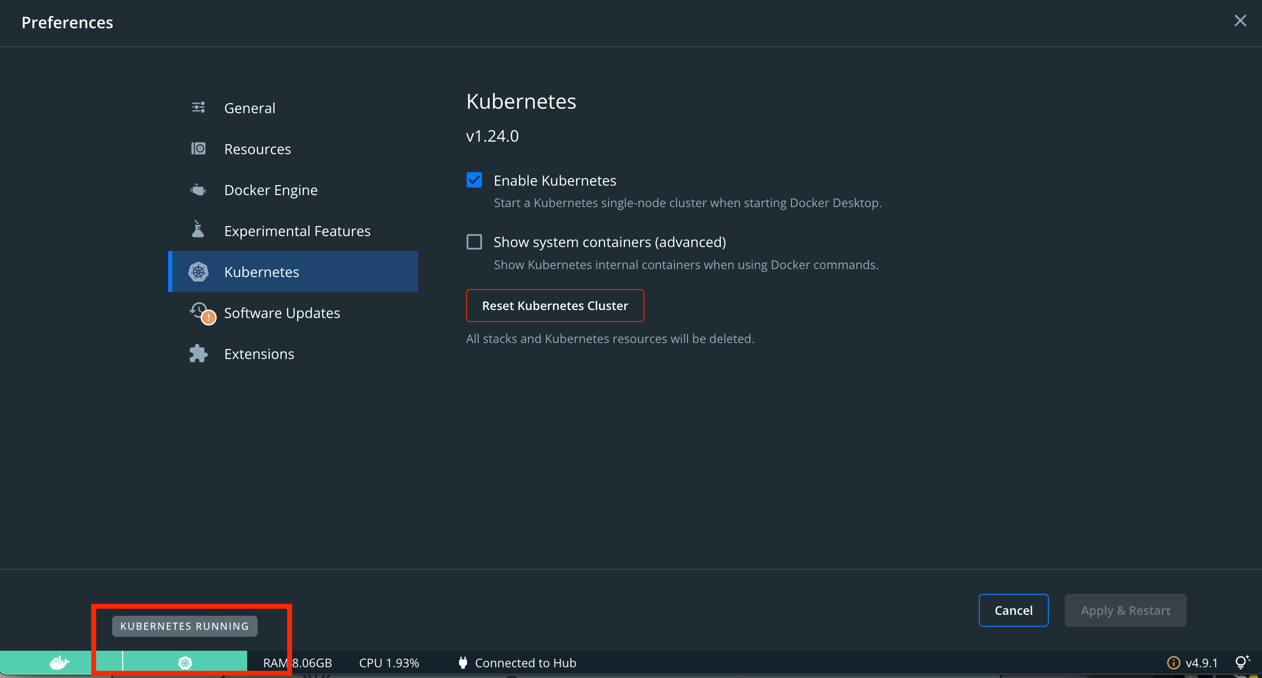 Preferences
General
Resources
Docker Engine
Experimental Features
Kubernetes
Software Updates
Extensions
Kubernetes
v1.24.0
Enable Kubernetes
Start a Kubernetes single-node cluster when starting Docker Desktop.
Show system containers (advanced)
Show Kubernetes internal containers when using Docker commands.
Reset Kubernetes Cluster
All stacks and Kubernetes resources will be deleted.
Cancel
Apply & Restart
KUBERNETES RUNNING
RAM 8.06GB
CPU 1.93%
Connected to Hub
v4.9.1